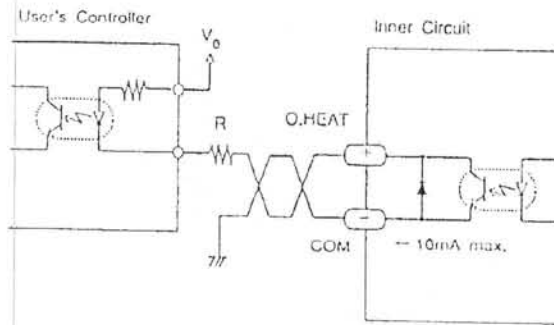 User's Controller
Inner Circuit
V₀
R
O.HEAT
+
−
COM
10mA max.